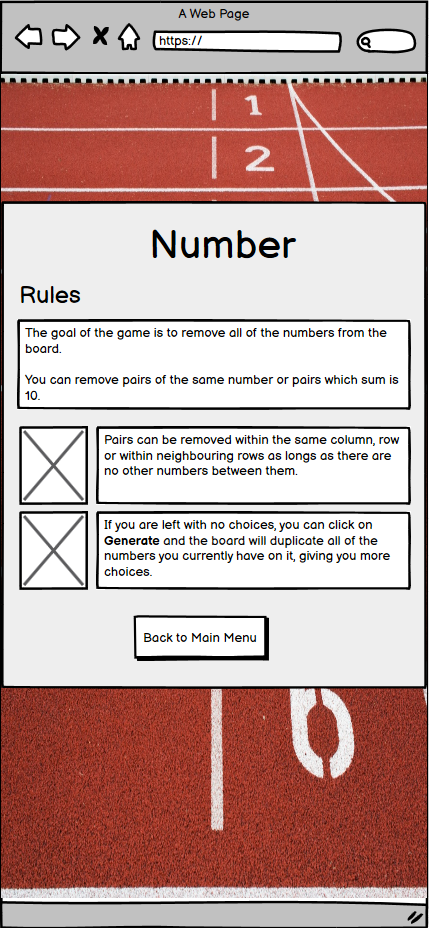 A Web Page
https://
1
2
Number
Rules
The goal of the game is to remove all of the numbers from the
board.
You can remove pairs of the same number or pairs which sum is
10.
Pairs can be removed within the same column, row
or within neighbouring rows as longs as there are
no other numbers between them.
If you are left with no choices, you can click on
Generate and the board will duplicate all of the
numbers you currently have on it, giving you more
choices.
Back to Main Menu
6